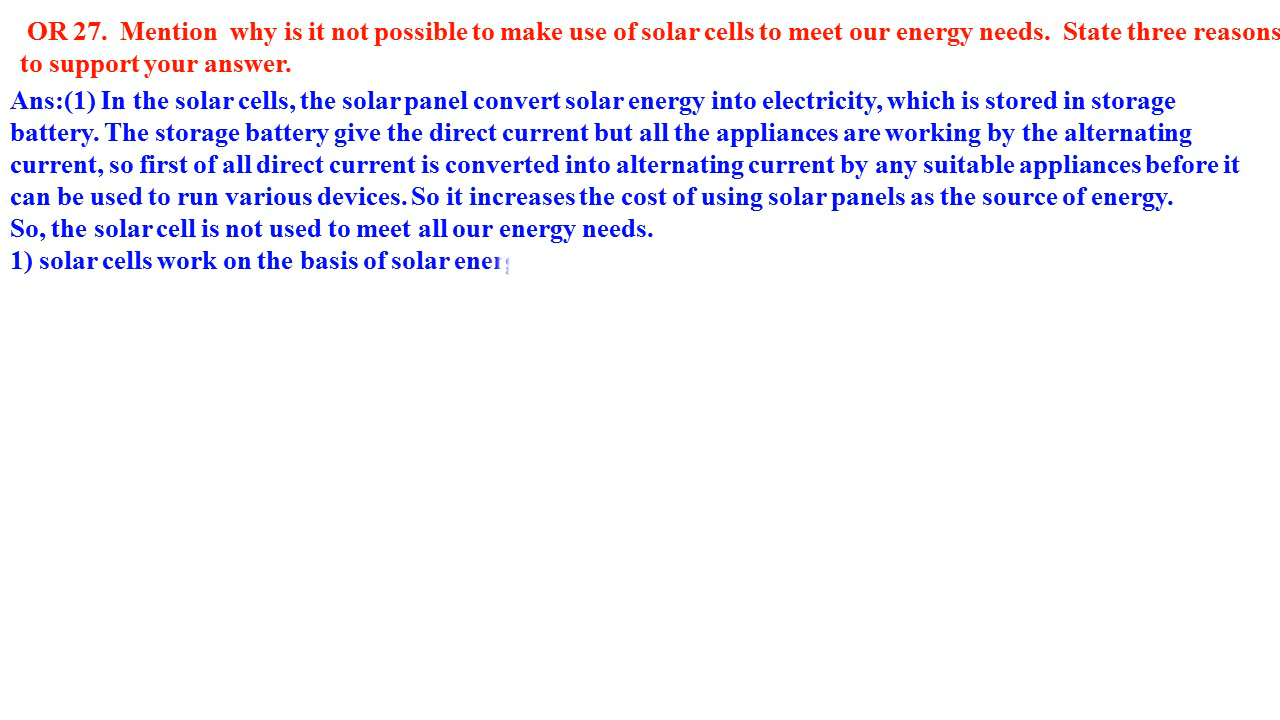 OR 27. Mention why is it not possible to make use of solar cells to meet our energy needs. State three reasons
to support your answer.
Ans:(1) In the solar cells, the solar panel convert solar energy into electricity, which is stored in storage
battery. The storage battery give the direct current but all the appliances are working by the alternating
current, so first of all direct current is converted into alternating current by any suitable appliances before it
can be used to run various devices. So it increases the cost of using solar panels as the source of energy.
So, the solar cell is not used to meet all our energy needs.
1) solar cells work on the basis of solar energ